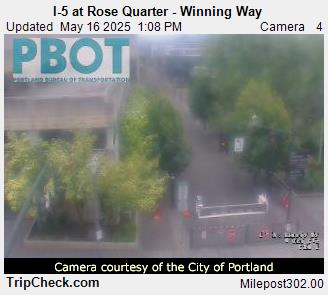 I-5 at Rose Quarter - Winning Way
Updated May 16 2025 1:08 PM Camera 4
PBOT
PORTLAND BUREAU OF TRANSPORTATION
Camera courtesy of the City of Portland
TripCheck.com Milepost302.00